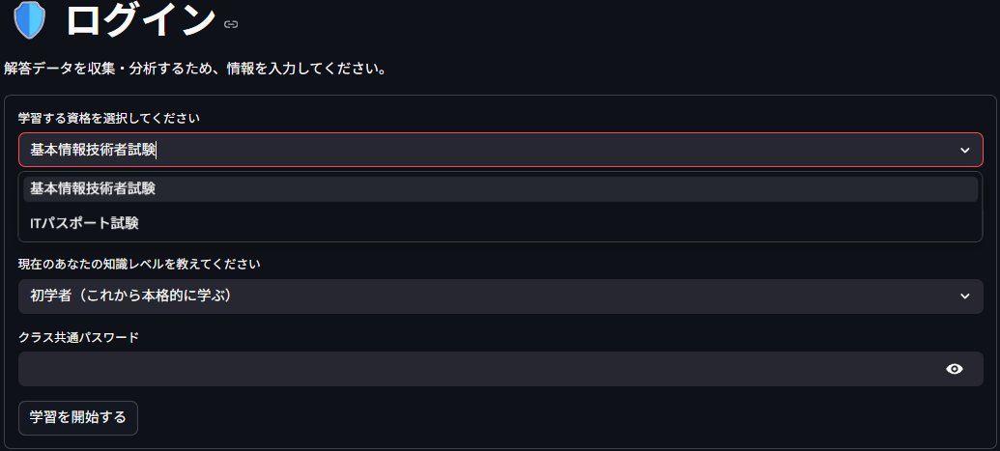 ログイン
解答データを収集・分析するため、情報を入力してください。
学習する資格を選択してください
基本情報技術者試験
基本情報技術者試験
ITパスポート試験
現在のあなたの知識レベルを教えてください
初学者（これから本格的に学ぶ）
クラス共通パスワード
学習を開始する